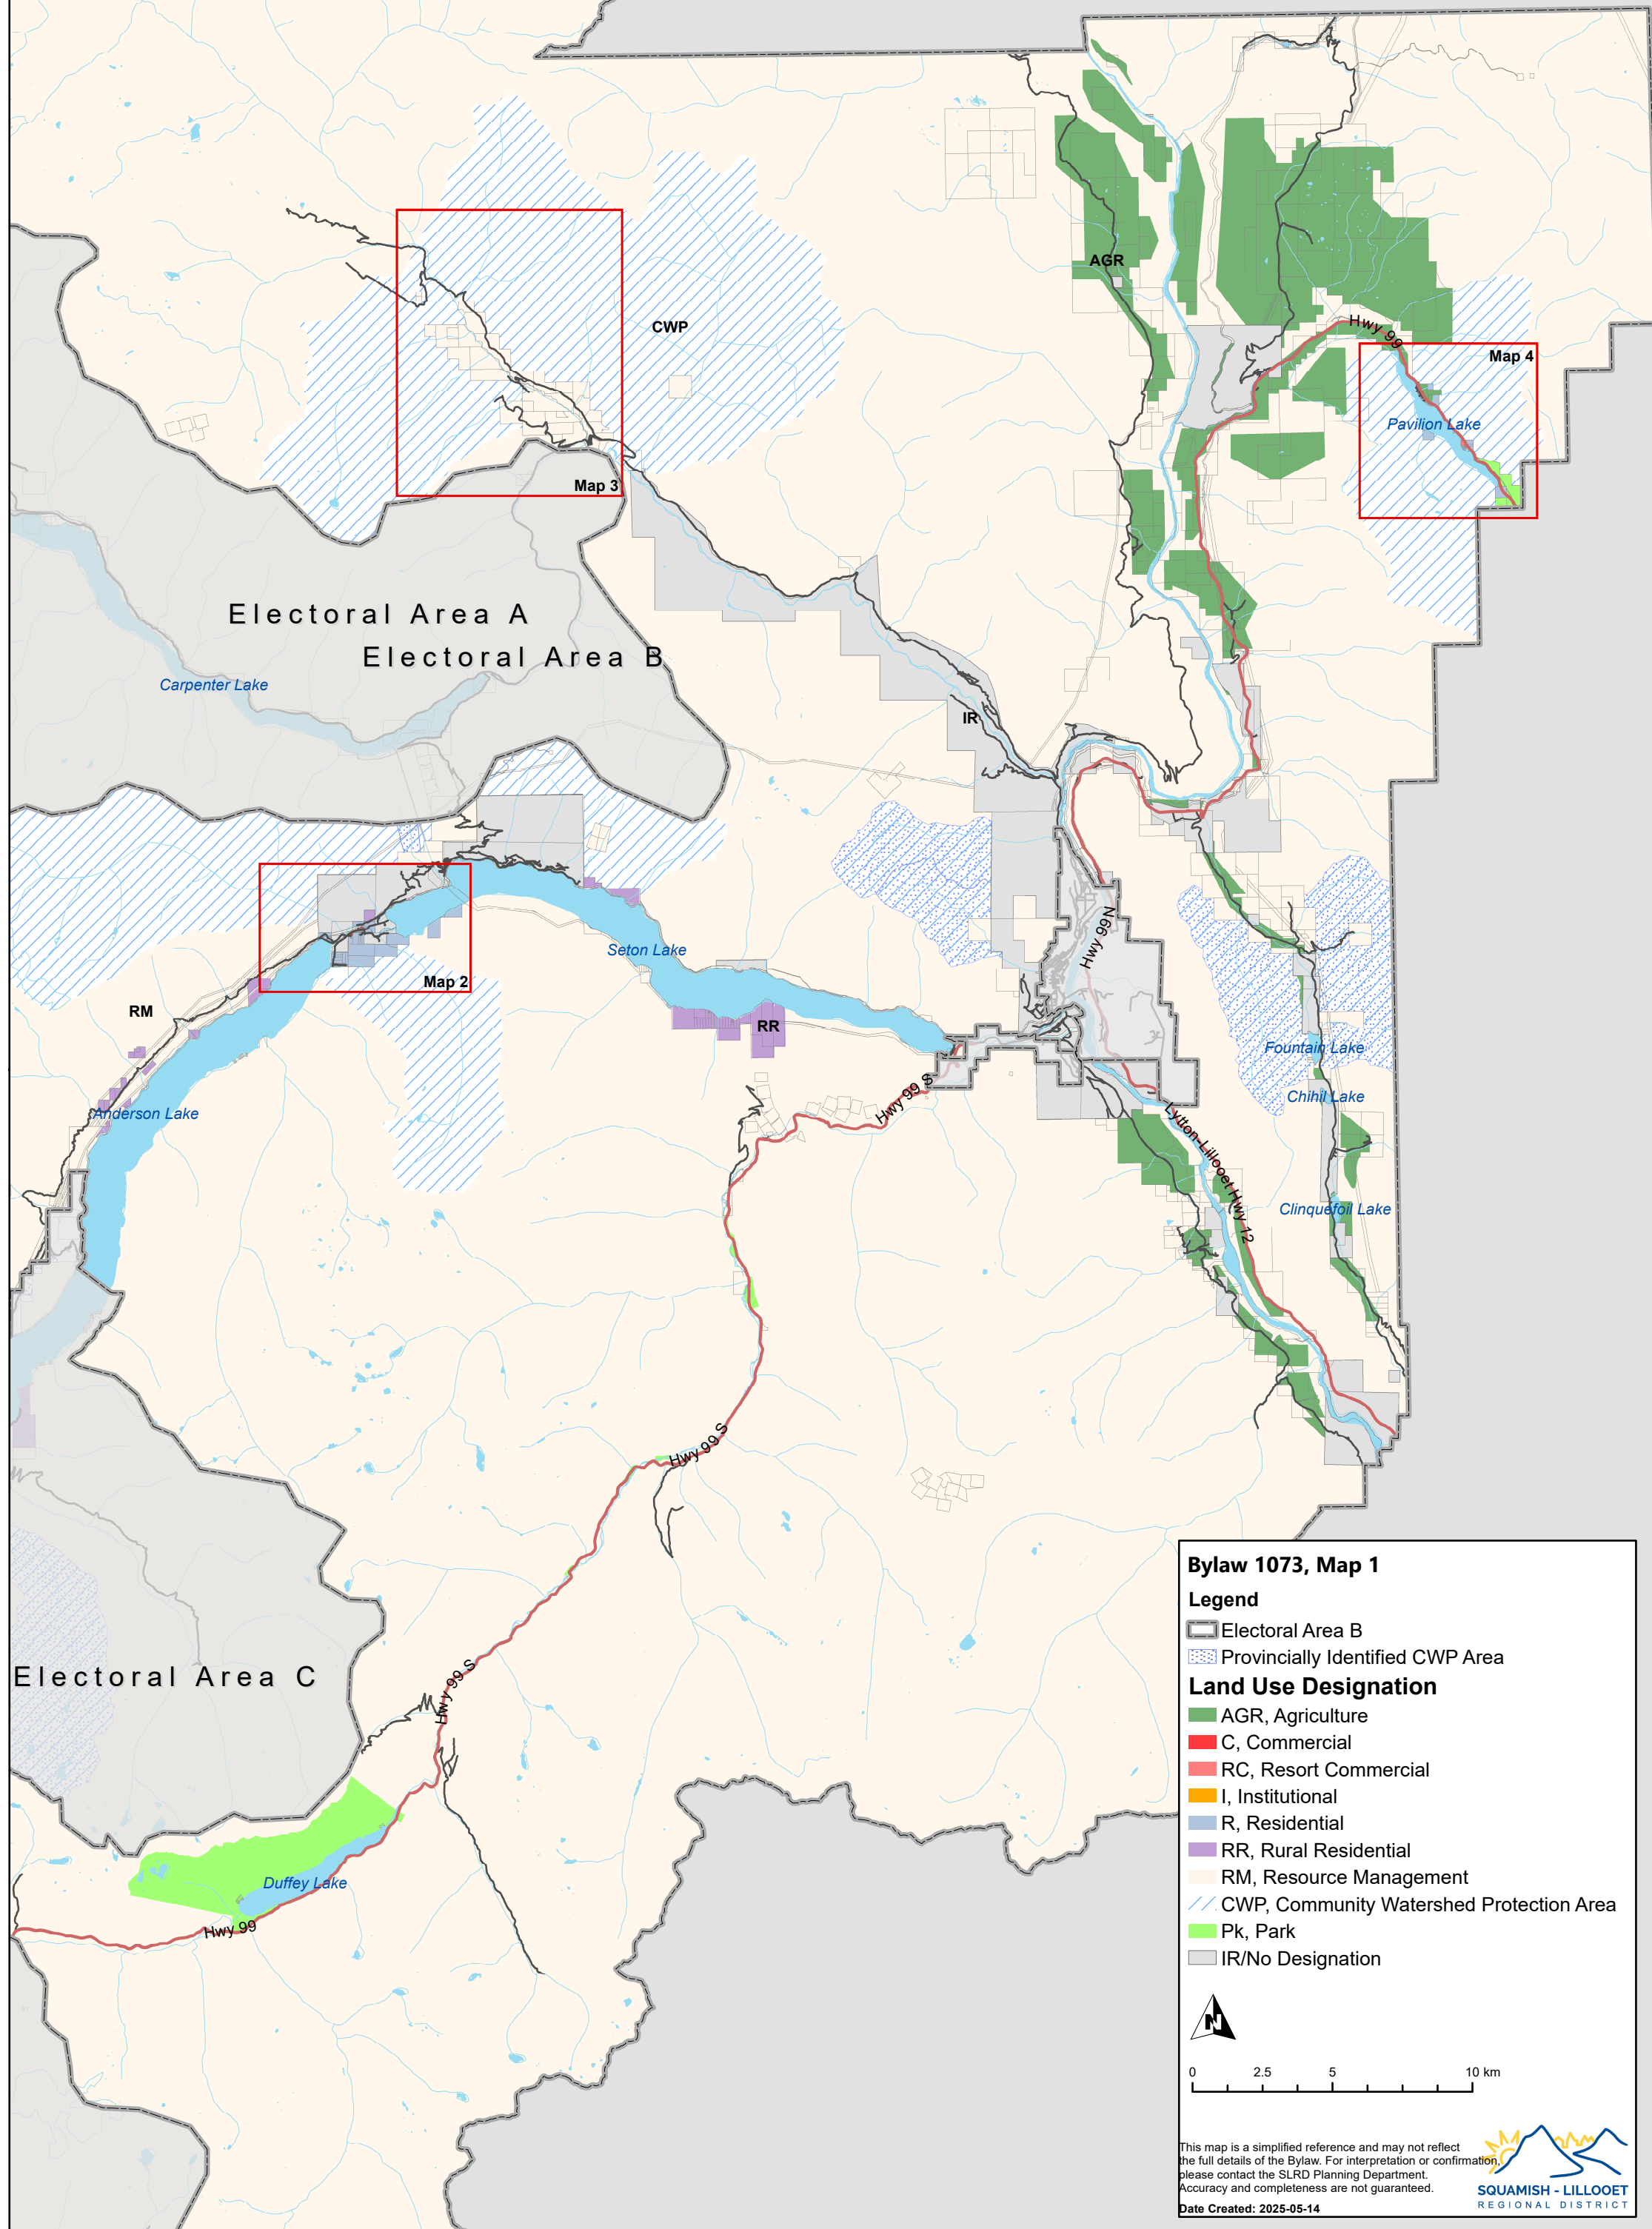 AGR
Hwy 99
CWP
Map 4
Pavilion Lake
Map 3
Electoral Area A
Electoral Area B
Carpenter Lake
IR
Hwy 99N
Seton Lake
Map 2
RM
RR
Fountain Lake
Hwy 99 S
Chihil Lake
Anderson Lake
Lytton-Lillooet Hwy 12
Clinquefoil Lake
Hwy 99 S
Hwy 99 S
Electoral Area C
Duffey Lake
Hwy 99
Bylaw 1073, Map 1
Legend
Electoral Area B
Provincially Identified CWP Area
Land Use Designation
AGR, Agriculture
C, Commercial
RC, Resort Commercial
I, Institutional
R, Residential
RR, Rural Residential
RM, Resource Management
CWP, Community Watershed Protection Area
Pk, Park
IR/No Designation
N
0 2.5 5 10 km
This map is a simplified reference and may not reflect
the full details of the Bylaw. For interpretation or confirmation,
please contact the SLRD Planning Department.
Accuracy and completeness are not guaranteed.
Date Created: 2025-05-14
SQUAMISH - LILLOOET
REGIONAL DISTRICT